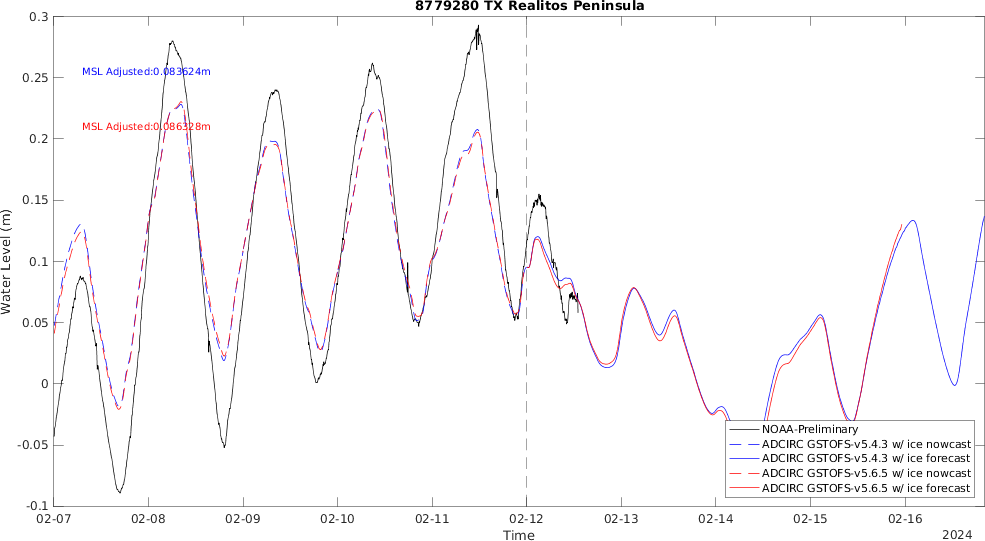 8779280 TX Realitos Peninsula
0.3
0.25
0.2
0.15
0.1
0.05
0
-0.05
-0.1
Water Level (m)
MSL Adjusted:0.083624m
MSL Adjusted:0.086328m
NOAA-Preliminary
ADCIRC GSTOFS-v5.4.3 w/ ice nowcast
ADCIRC GSTOFS-v5.4.3 w/ ice forecast
ADCIRC GSTOFS-v5.6.5 w/ ice nowcast
ADCIRC GSTOFS-v5.6.5 w/ ice forecast
02-07 02-08 02-09 02-10 02-11 02-12 02-13 02-14 02-15 02-16
Time
2024